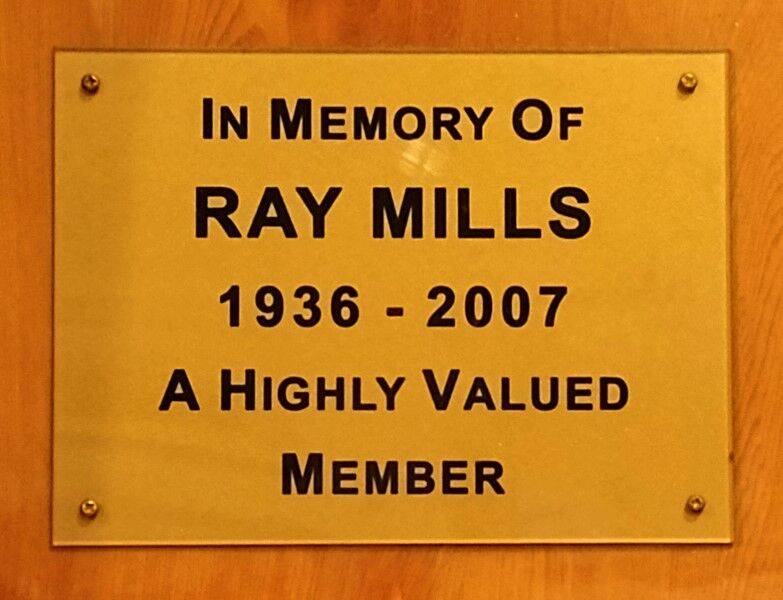 IN MEMORY OF
RAY MILLS
1936 - 2007
A HIGHLY VALUED
MEMBER